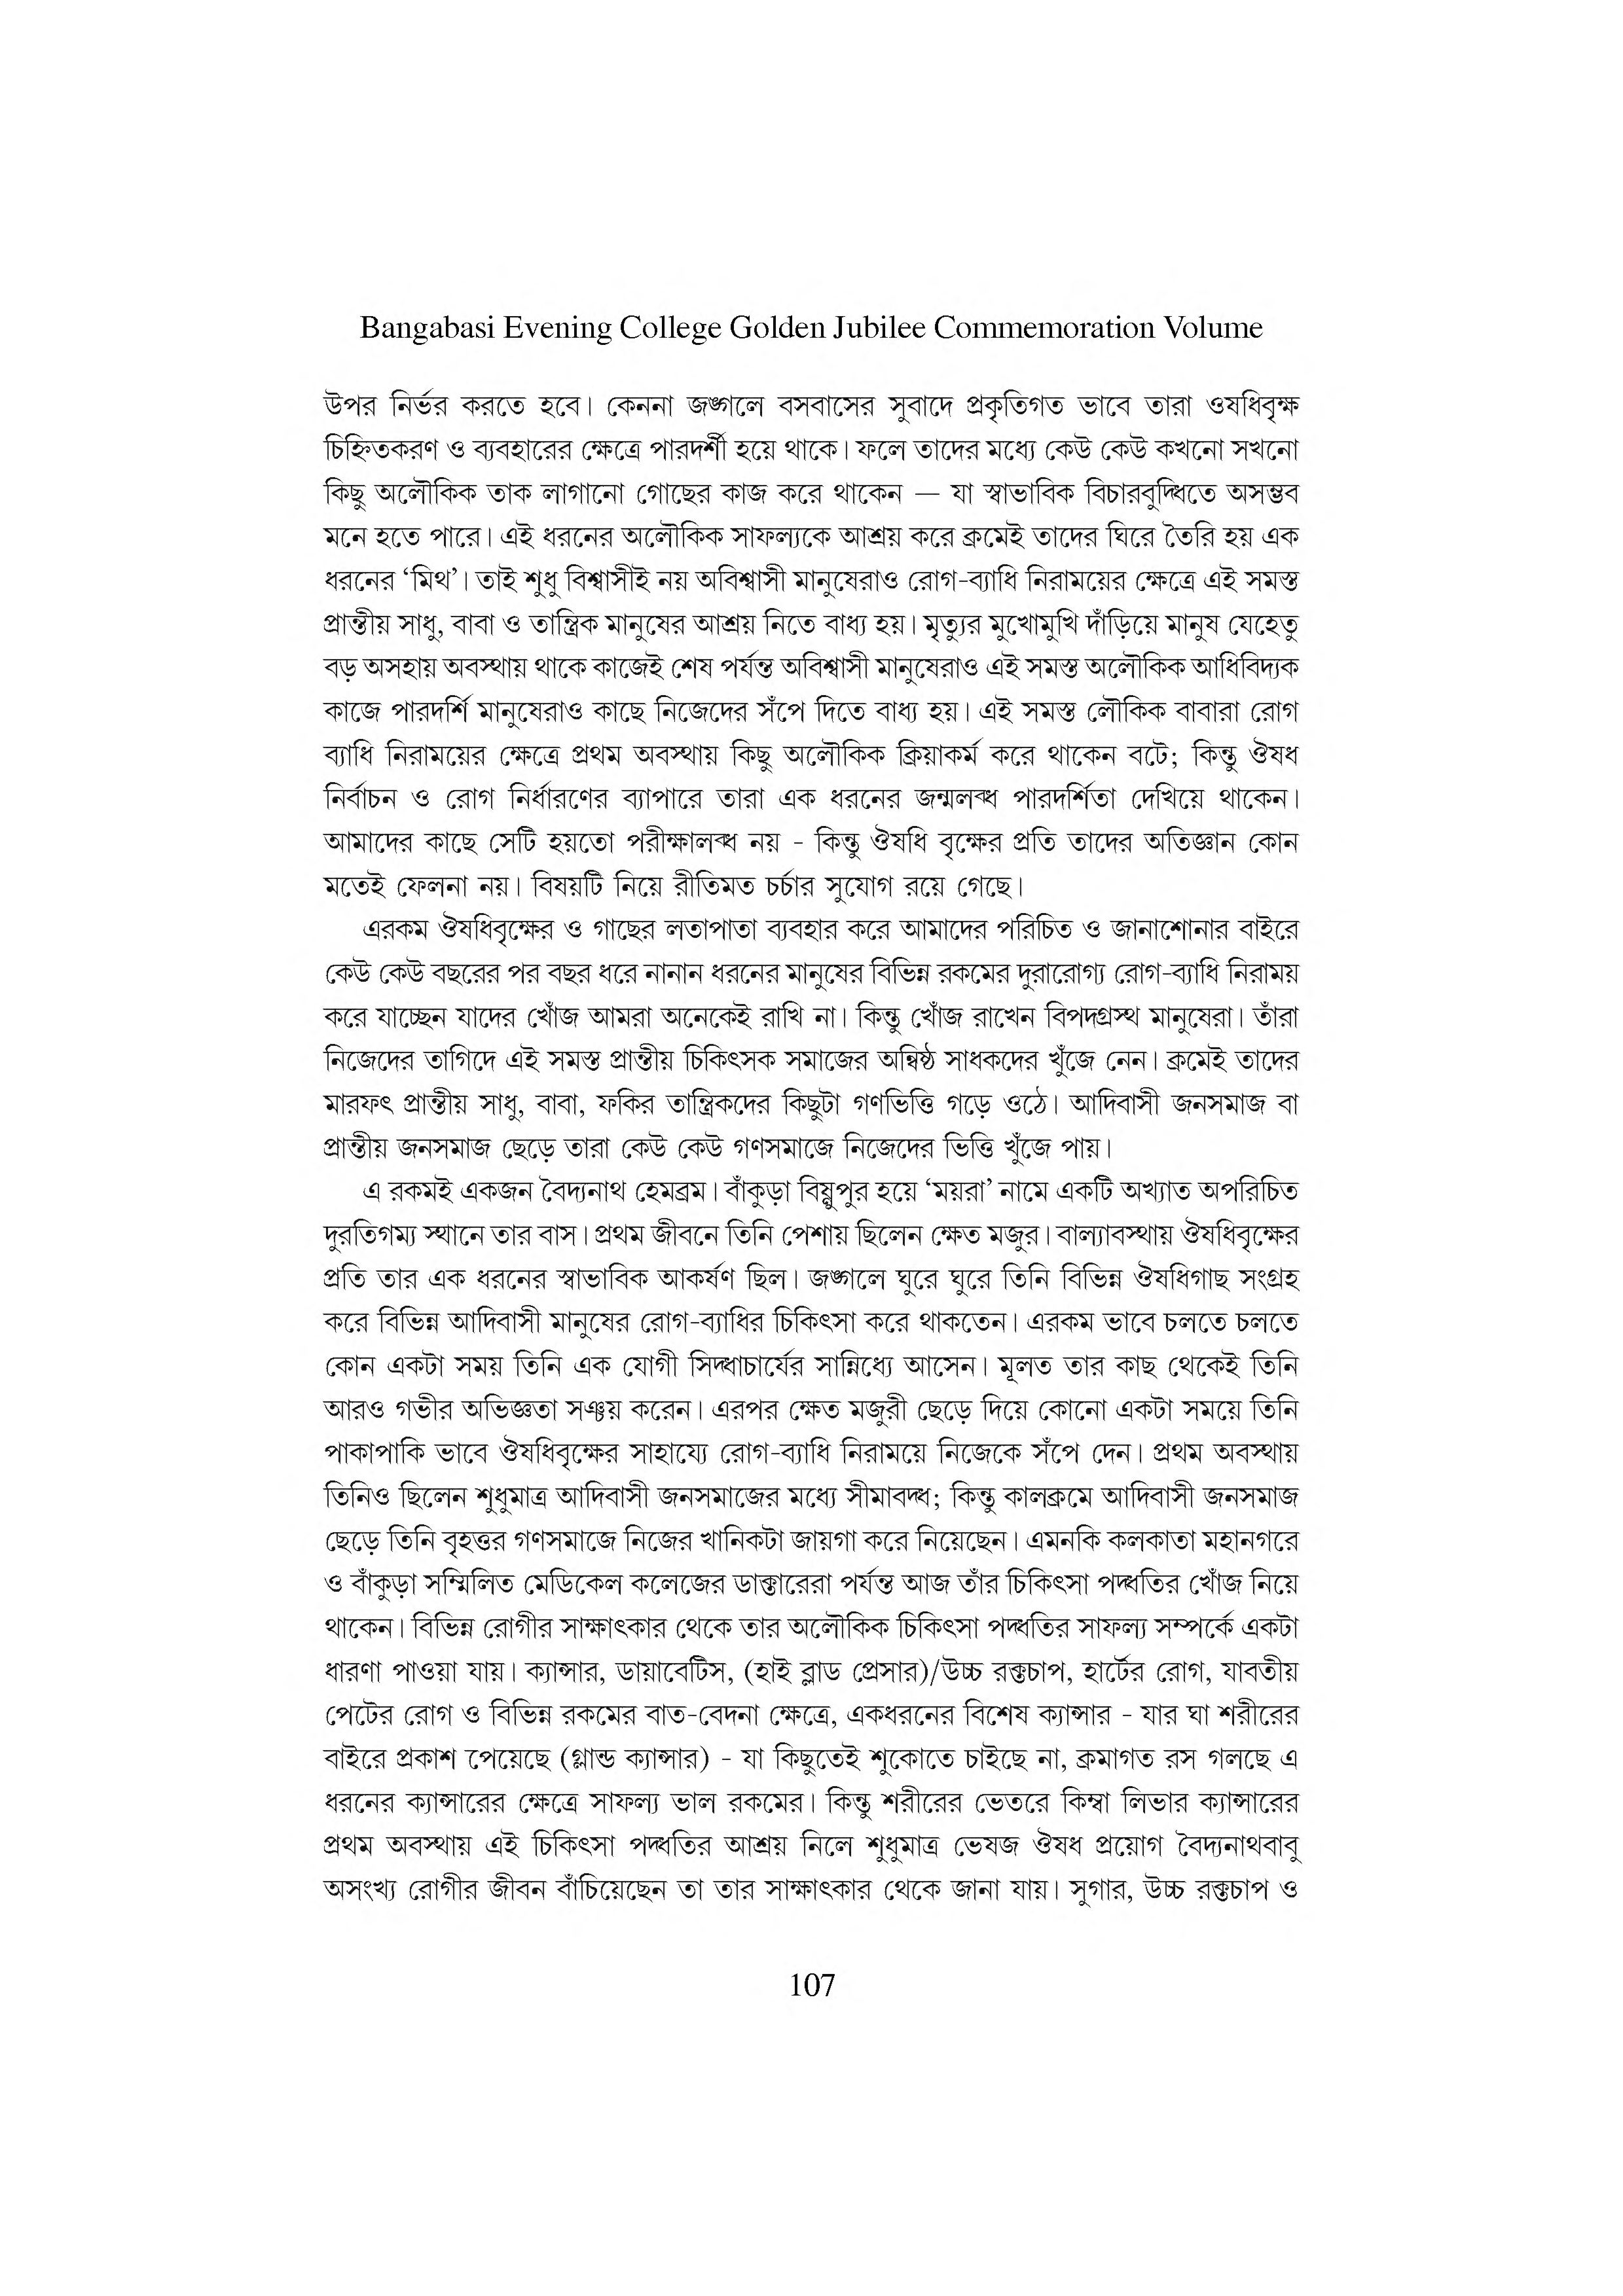 Bangabasi Evening College Golden Jubilee Commemoration Volume
উপর নির্ভর করতে হবে। কেননা জঙ্গলে বসবাসের সুবাদে প্রকৃতিগত ভাবে তারা ওষধিবৃক্ষ
চিহ্নিতকরণ ও ব্যবহারের ক্ষেত্রে পারদর্শী হয়ে থাকে। ফলে তাদের মধ্যে কেউ কেউ কখনো সখনো
কিছু অলৌকিক তাক লাগানো গোছের কাজ করে থাকেন — যা স্বাভাবিক বিচারবুদ্ধিতে অসম্ভব
মনে হতে পারে। এই ধরনের অলৌকিক সাফল্যকে আশ্রয় করে ক্রমেই তাদের ঘিরে তৈরি হয় এক
ধরনের ‘মিথ’। তাই শুধু বিশ্বাসীই নয় অবিশ্বাসী মানুষেরাও রোগ-ব্যাধি নিরাময়ের ক্ষেত্রে এই সমস্ত
প্রান্তীয় সাধু, বাবা ও তান্ত্রিক মানুষের আশ্রয় নিতে বাধ্য হয়। মৃত্যুর মুখোমুখি দাঁড়িয়ে মানুষ যেহেতু
বড় অসহায় অবস্থায় থাকে কাজেই শেষ পর্যন্ত অবিশ্বাসী মানুষেরাও এই সমস্ত অলৌকিক আধিবিদ্যক
কাজে পারদর্শি মানুষেরাও কাছে নিজেদের সঁপে দিতে বাধ্য হয়। এই সমস্ত লৌকিক বাবারা রোগ
ব্যাধি নিরাময়ের ক্ষেত্রে প্রথম অবস্থায় কিছু অলৌকিক ক্রিয়াকর্ম করে থাকেন বটে; কিন্তু ঔষধ
নির্বাচন ও রোগ নির্ধারণের ব্যাপারে তারা এক ধরনের জন্মলব্ধ পারদর্শিতা দেখিয়ে থাকেন।
আমাদের কাছে সেটি হয়তো পরীক্ষালব্ধ নয় - কিন্তু ঔষধি বৃক্ষের প্রতি তাদের অতিজ্ঞান কোন
মতেই ফেলনা নয়। বিষয়টি নিয়ে রীতিমত চর্চার সুযোগ রয়ে গেছে।
এরকম ঔষধিবৃক্ষের ও গাছের লতাপাতা ব্যবহার করে আমাদের পরিচিত ও জানাশোনার বাইরে
কেউ কেউ বছরের পর বছর ধরে নানান ধরনের মানুষের বিভিন্ন রকমের দুরারোগ্য রোগ-ব্যাধি নিরাময়
করে যাচ্ছেন যাদের খোঁজ আমরা অনেকেই রাখি না। কিন্তু খোঁজ রাখেন বিপদগ্রস্থ মানুষেরা। তাঁরা
নিজেদের তাগিদে এই সমস্ত প্রান্তীয় চিকিৎসক সমাজের অন্বিষ্ঠ সাধকদের খুঁজে নেন। ক্রমেই তাদের
মারফৎ প্রান্তীয় সাধু, বাবা, ফকির তান্ত্রিকদের কিছুটা গণভিত্তি গড়ে ওঠে। আদিবাসী জনসমাজ বা
প্রান্তীয় জনসমাজ ছেড়ে তারা কেউ কেউ গণসমাজে নিজেদের ভিত্তি খুঁজে পায়।
এ রকমই একজন বৈদ্যনাথ হেমব্রম। বাঁকুড়া বিষ্ণুপুর হয়ে ‘ময়রা’ নামে একটি অখ্যাত অপরিচিত
দুরতিগম্য স্থানে তার বাস। প্রথম জীবনে তিনি পেশায় ছিলেন ক্ষেত মজুর। বাল্যাবস্থায় ঔষধিবৃক্ষের
প্রতি তার এক ধরনের স্বাভাবিক আকর্ষণ ছিল। জঙ্গলে ঘুরে ঘুরে তিনি বিভিন্ন ঔষধিগাছ সংগ্রহ
করে বিভিন্ন আদিবাসী মানুষের রোগ-ব্যাধির চিকিৎসা করে থাকতেন। এরকম ভাবে চলতে চলতে
কোন একটা সময় তিনি এক যোগী সিদ্ধাচার্যের সান্নিধ্যে আসেন। মূলত তার কাছ থেকেই তিনি
আরও গভীর অভিজ্ঞতা সঞ্চয় করেন। এরপর ক্ষেত মজুরী ছেড়ে দিয়ে কোনো একটা সময়ে তিনি
পাকাপাকি ভাবে ঔষধিবৃক্ষের সাহায্যে রোগ-ব্যাধি নিরাময়ে নিজেকে সঁপে দেন। প্রথম অবস্থায়
তিনিও ছিলেন শুধুমাত্র আদিবাসী জনসমাজের মধ্যে সীমাবদ্ধ; কিন্তু কালক্রমে আদিবাসী জনসমাজ
ছেড়ে তিনি বৃহত্তর গণসমাজে নিজের খানিকটা জায়গা করে নিয়েছেন। এমনকি কলকাতা মহানগরে
ও বাঁকুড়া সম্মিলিত মেডিকেল কলেজের ডাক্তারেরা পর্যন্ত আজ তাঁর চিকিৎসা পদ্ধতির খোঁজ নিয়ে
থাকেন। বিভিন্ন রোগীর সাক্ষাৎকার থেকে তার অলৌকিক চিকিৎসা পদ্ধতির সাফল্য সম্পর্কে একটা
ধারণা পাওয়া যায়। ক্যান্সার, ডায়াবেটিস, (হাই ব্লাড প্রেসার)/উচ্চ রক্তচাপ, হার্টের রোগ, যাবতীয়
পেটের রোগ ও বিভিন্ন রকমের বাত-বেদনা ক্ষেত্রে, একধরনের বিশেষ ক্যান্সার - যার ঘা শরীরের
বাইরে প্রকাশ পেয়েছে (গ্লান্ড ক্যান্সার) - যা কিছুতেই শুকোতে চাইছে না, ক্রমাগত রস গলছে এ
ধরনের ক্যান্সারের ক্ষেত্রে সাফল্য ভাল রকমের। কিন্তু শরীরের ভেতরে কিম্বা লিভার ক্যান্সারের
প্রথম অবস্থায় এই চিকিৎসা পদ্ধতির আশ্রয় নিলে শুধুমাত্র ভেষজ ঔষধ প্রয়োগ বৈদ্যনাথবাবু
অসংখ্য রোগীর জীবন বাঁচিয়েছেন তা তার সাক্ষাৎকার থেকে জানা যায়। সুগার, উচ্চ রক্তচাপ ও
107